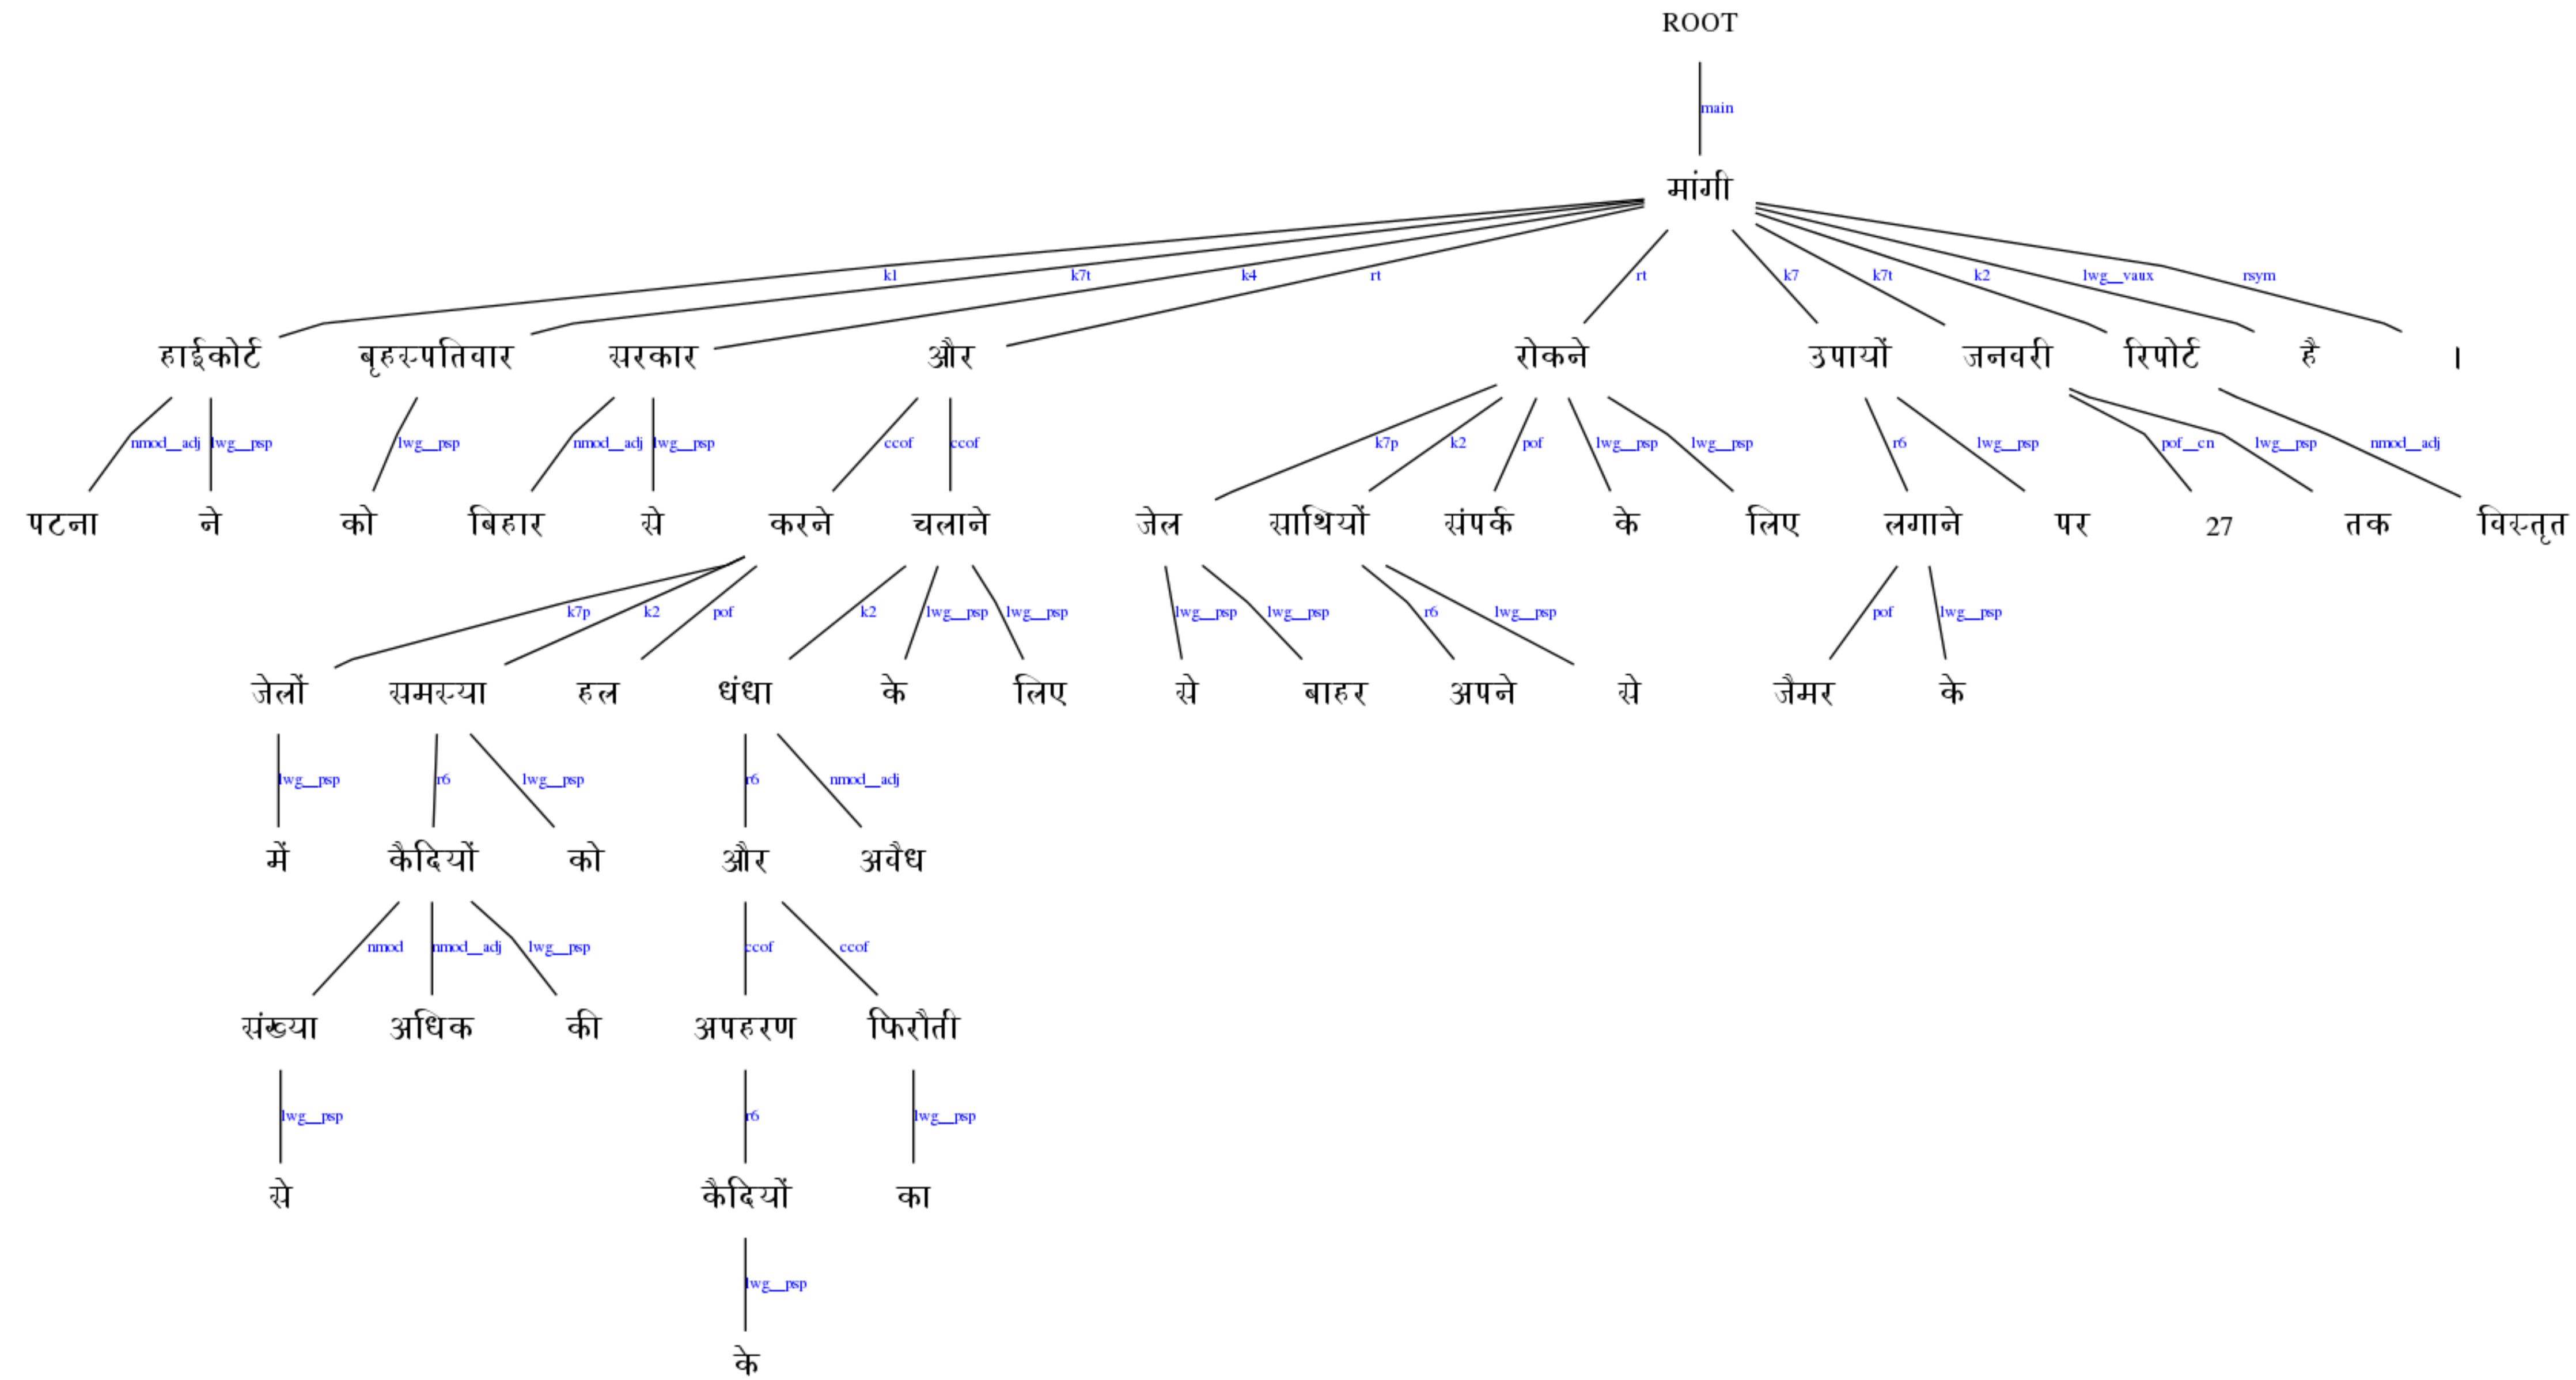 ROOT
main
मांगी
k1 k7t k4 rt rt k7 k7t k2 lwg__vaux rsym
हाईकोर्ट बृहस्पतिवार सरकार और रोकने उपायों जनवरी रिपोर्ट है ।
nmod__adj lwg__psp lwg__psp nmod__adj lwg__psp ccof ccof k7p k2 pof lwg__psp lwg__psp r6 lwg__psp pof__cn lwg__psp nmod__adj
पटना ने को बिहार से करने चलाने जेल साथियों संपर्क के लिए लगाने पर 27 तक विस्तृत
k7p k2 pof k2 lwg__psp lwg__psp lwg__psp lwg__psp r6 lwg__psp pof lwg__psp
जेलों समस्या हल धंधा के लिए से बाहर अपने से जैमर के
lwg__psp r6 lwg__psp r6 nmod__adj
में कैदियों को और अवैध
nmod nmod__adj lwg__psp ccof ccof
संख्या अधिक की अपहरण फिरौती
lwg__psp r6 lwg__psp
से कैदियों का
lwg__psp
के